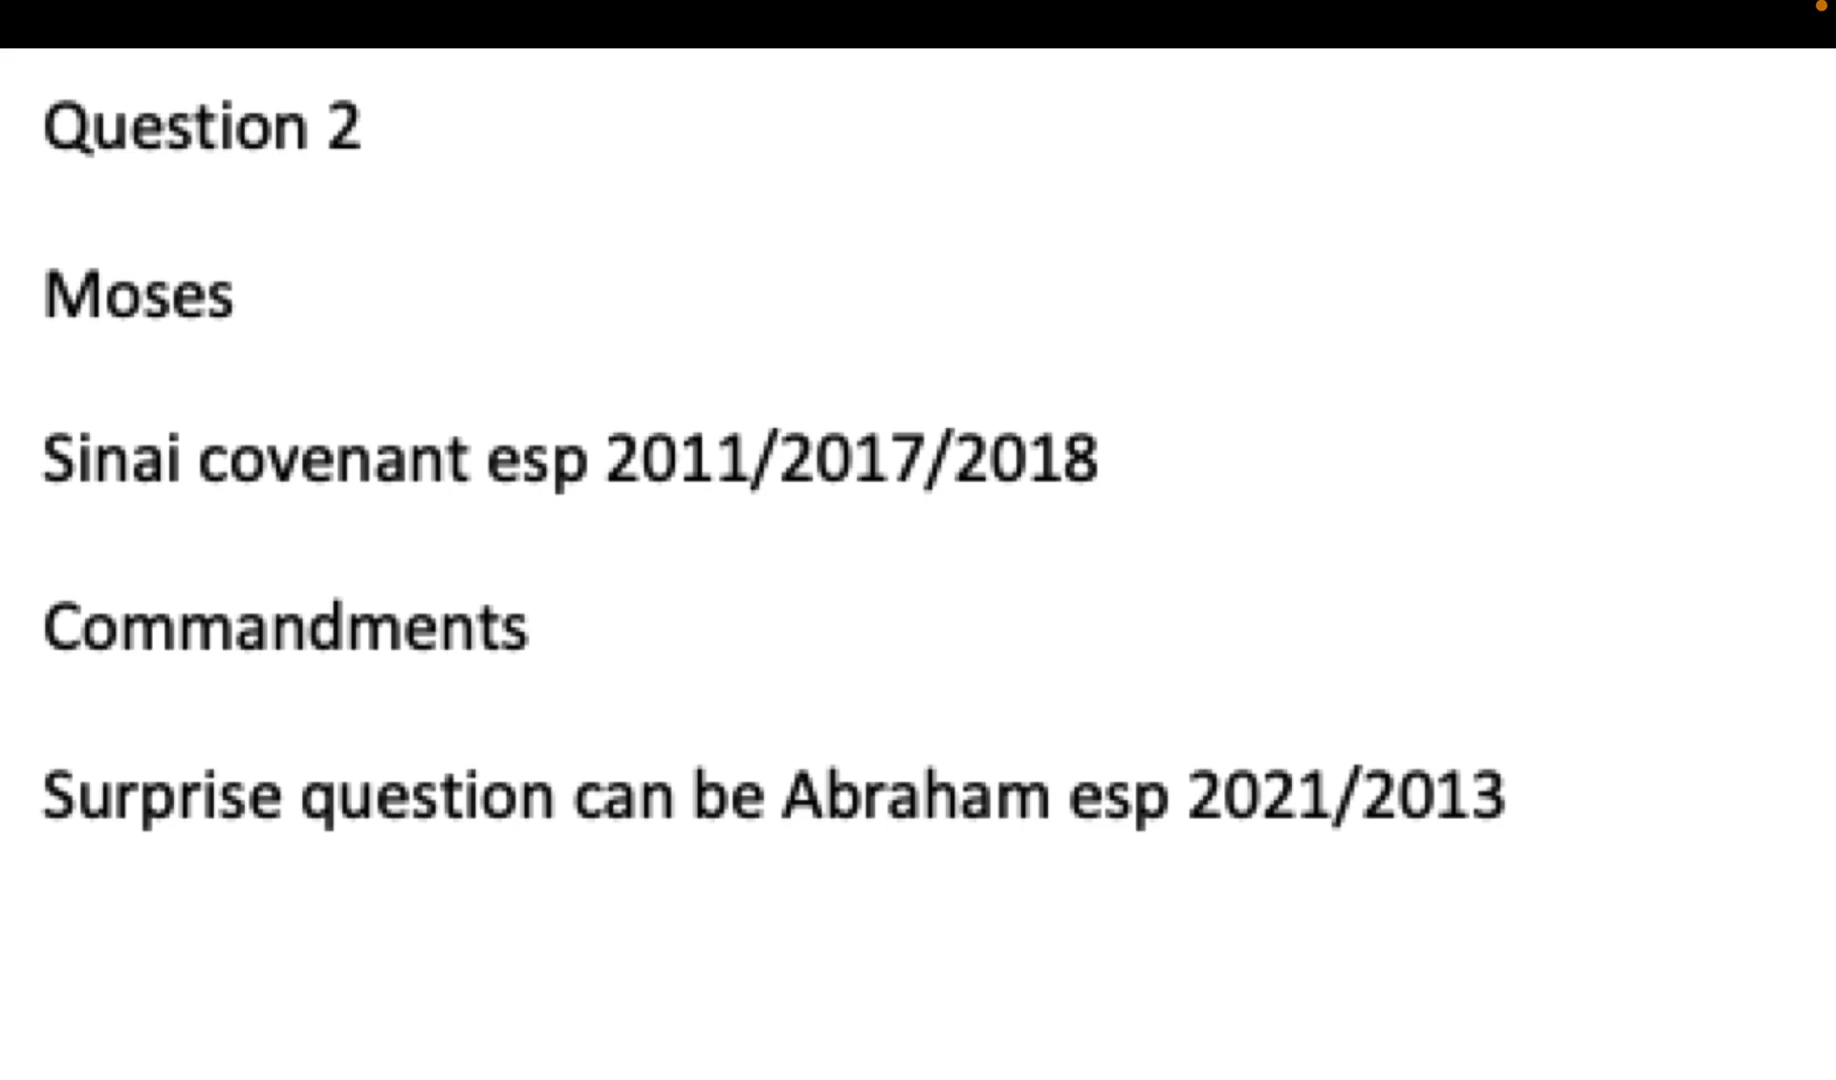 Question 2
Moses
Sinai covenant esp 2011/2017/2018
Commandments
Surprise question can be Abraham esp 2021/2013